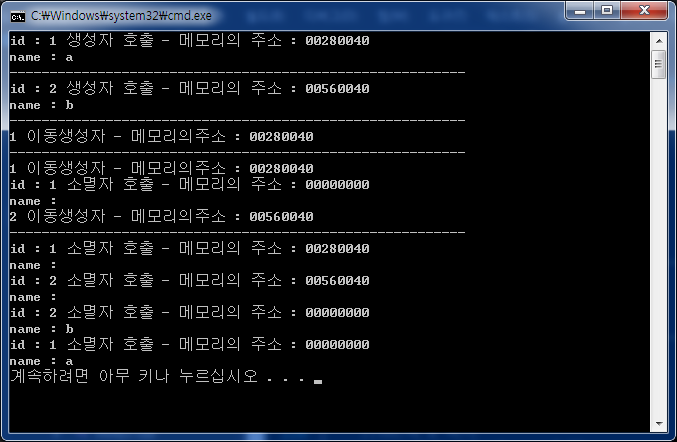 C:\Windows\system32\cmd.exe
id : 1 생성자 호출 - 메모리의 주소 : 00280040
name : a
---------------------------------------------------------
id : 2 생성자 호출 - 메모리의 주소 : 00560040
name : b
---------------------------------------------------------
1 이동생성자 - 메모리의주소 : 00280040
---------------------------------------------------------
1 이동생성자 - 메모리의주소 : 00280040
id : 1 소멸자 호출 - 메모리의 주소 : 00000000
name :
2 이동생성자 - 메모리의주소 : 00560040
---------------------------------------------------------
id : 1 소멸자 호출 - 메모리의 주소 : 00280040
name :
id : 2 소멸자 호출 - 메모리의 주소 : 00560040
name :
id : 2 소멸자 호출 - 메모리의 주소 : 00000000
name : b
id : 1 소멸자 호출 - 메모리의 주소 : 00000000
name : a
계속하려면 아무 키나 누르십시오 . . .